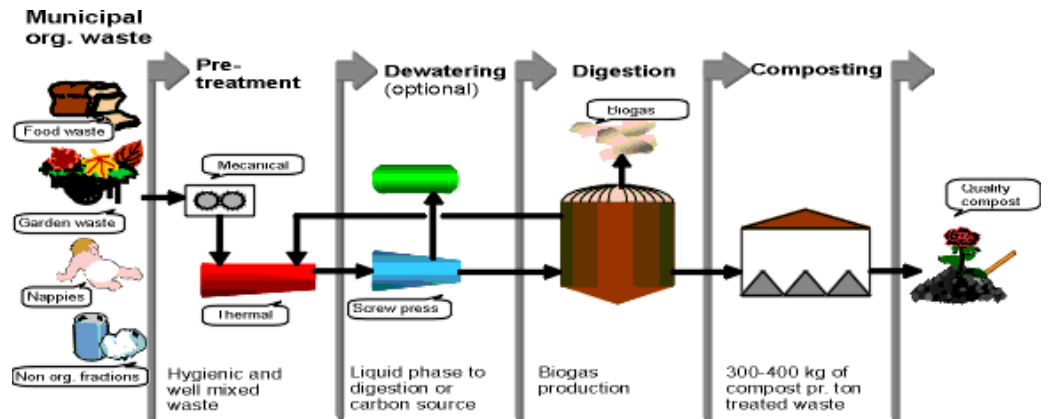 Municipal
org. waste
Food waste
Garden waste
Nappies
Non org. fractions
Pre-
treatment
Mecanical
Thermal
Hygienic and
well mixed
waste
Dewatering
(optional)
Screw press
Liquid phase to
digestion or
carbon source
Digestion
Biogas
Biogas
production
Composting
300-400 kg of
compost pr. ton
treated waste
Quality
compost